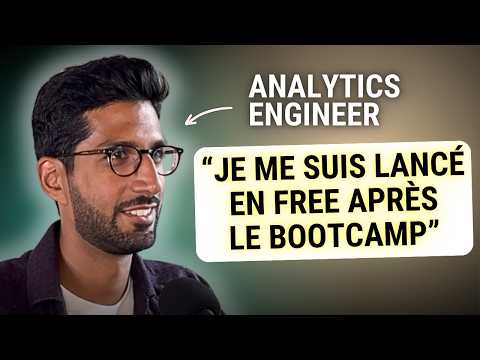 ANALYTICS
ENGINEER
“JE ME SUIS LANCÉ
EN FREE APRÈS
LE BOOTCAMP”